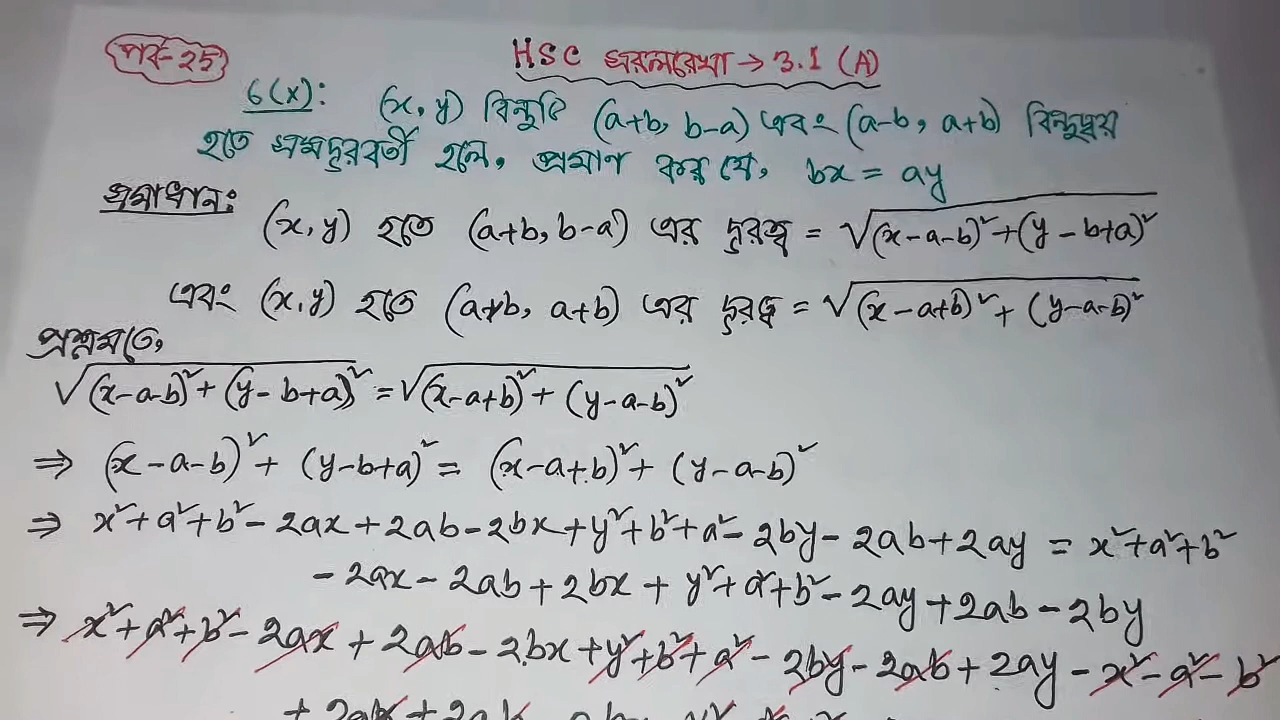 পর্ব-২5
HSC সরলরেখা → 3.1 (A)
6(x): (x, y) বিন্দুটি (a+b, b-a) এবং (a-b, a+b) বিন্দুদ্বয়
হতে সমদূরবর্তী হলে, প্রমাণ কর যে, bx = ay
সমাধান:
(x, y) হতে (a+b, b-a) এর দূরত্ব = √(x-a-b)²+(y-b+a)²
এবং (x,y) হতে (a+b, a+b) এর দূরত্ব = √(x-a+b)²+(y-a-b)²
প্রশ্নমতে,
√(x-a-b)²+(y-b+a)² = √(x-a+b)²+(y-a-b)²
⇒ (x-a-b)²+(y-b+a)² = (x-a+b)²+(y-a-b)²
⇒ x²+a²+b²-2ax+2ab-2bx+y²+b²+a²-2by-2ab+2ay = x²+a²+b²
-2ax-2ab+2bx+y²+a²+b²-2ay+2ab-2by
⇒ x²+a²+b²-2ax+2ab-2bx+y²+b²+a²-2by-2ab+2ay-x²-a²-b²